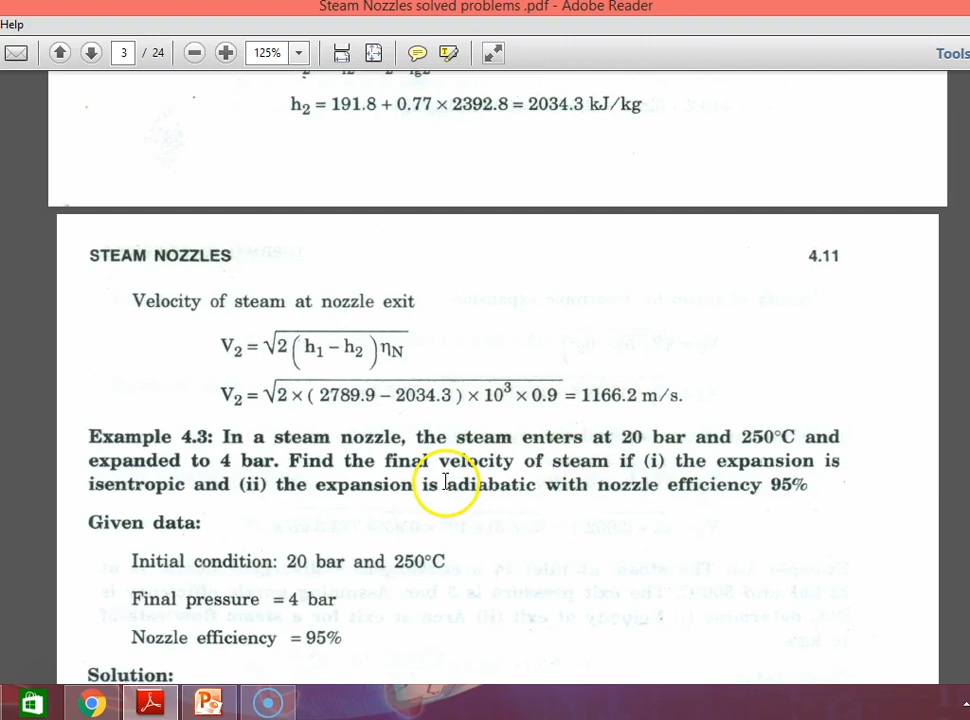 Steam Nozzles solved problems .pdf - Adobe Reader
Help
3 / 24 125% Tools
h₂ = 191.8 + 0.77 × 2392.8 = 2034.3 kJ/kg
STEAM NOZZLES 4.11
Velocity of steam at nozzle exit
V₂ = √2 ( h₁ − h₂ ) ηN
V₂ = √2 × ( 2789.9 − 2034.3 ) × 10³ × 0.9 = 1166.2 m/s.
Example 4.3: In a steam nozzle, the steam enters at 20 bar and 250°C and
expanded to 4 bar. Find the final velocity of steam if (i) the expansion is
isentropic and (ii) the expansion is adiabatic with nozzle efficiency 95%
Given data:
Initial condition: 20 bar and 250°C
Final pressure = 4 bar
Nozzle efficiency = 95%
Solution: